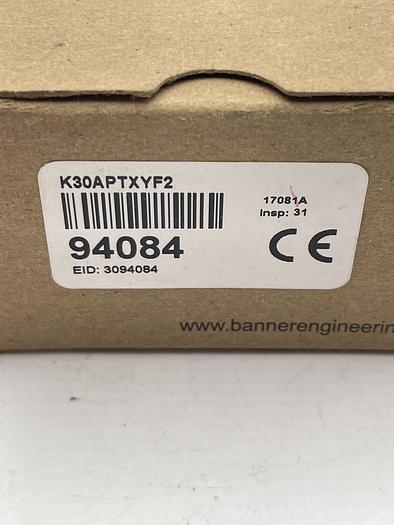 K30APTXYF2
94084
EID: 3094084
17081A
Insp: 31
CE
www.bannerengineerin